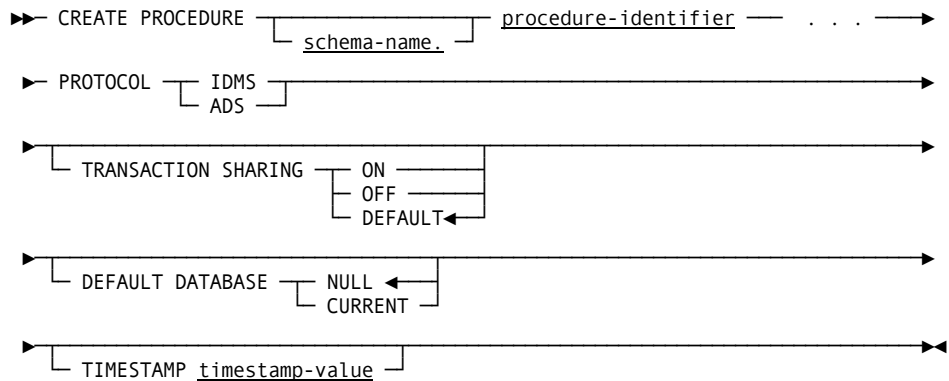 CREATE PROCEDURE procedure-identifier . . .
schema-name.
PROTOCOL IDMS
ADS
TRANSACTION SHARING ON
OFF
DEFAULT
DEFAULT DATABASE NULL
CURRENT
TIMESTAMP timestamp-value